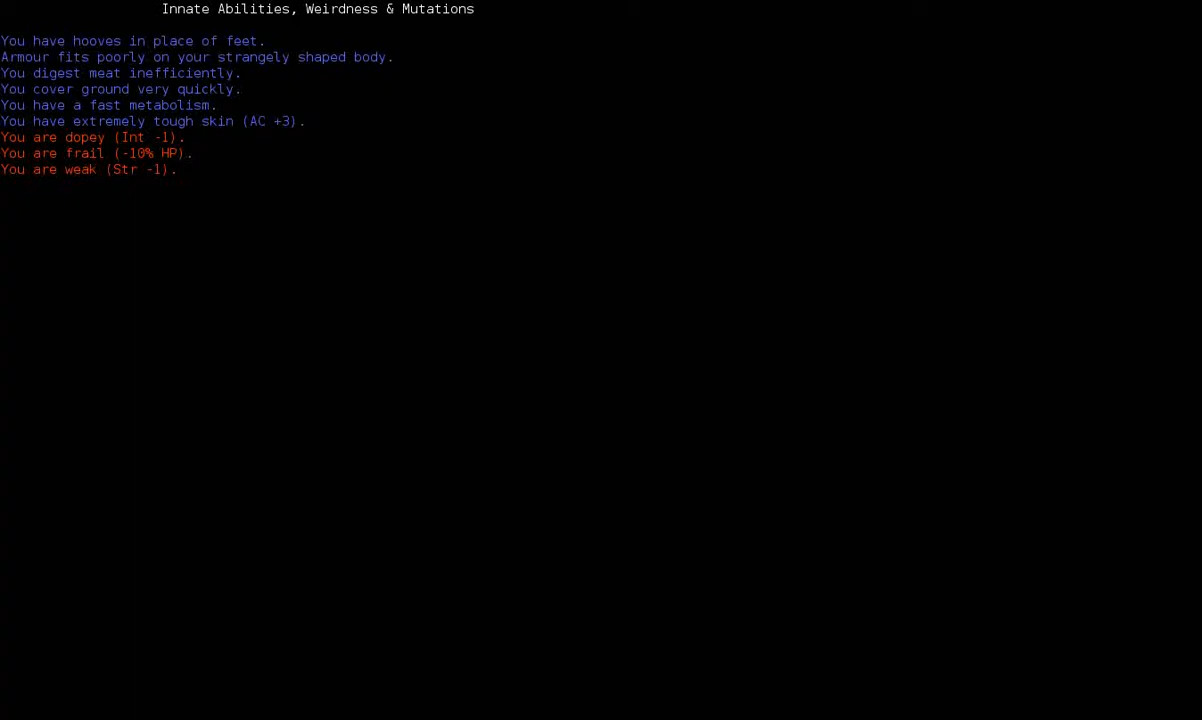 Innate Abilities, Weirdness & Mutations
You have hooves in place of feet.
Armour fits poorly on your strangely shaped body.
You digest meat inefficiently.
You cover ground very quickly.
You have a fast metabolism.
You have extremely tough skin (AC +3).
You are dopey (Int -1).
You are frail (-10% HP).
You are weak (Str -1).